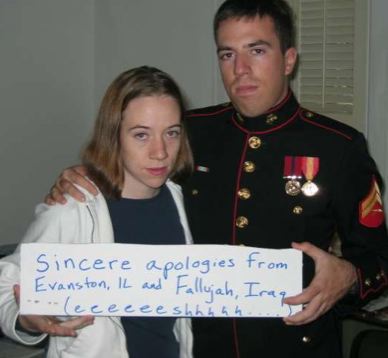 Sincere apologies from
Evanston, IL and Fallujah, Iraq
(eeeeeeshhhhh.....)